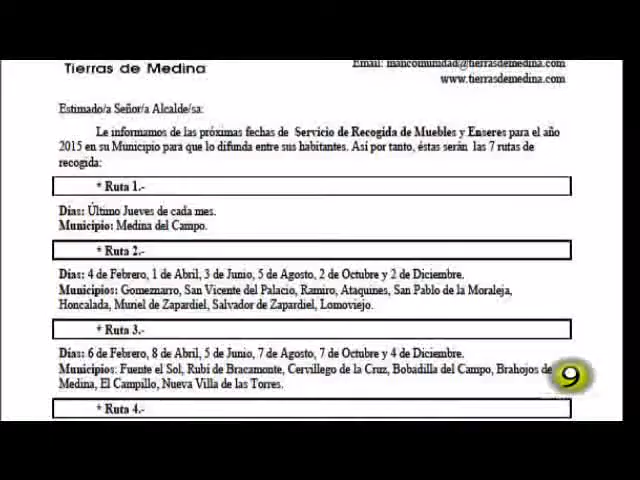 Tierras de Medina
Email: mancomunidad@tierrasdemedina.com
www.tierrasdemedina.com
Estimado/a Señor/a Alcalde/sa:
Le informamos de las próximas fechas de Servicio de Recogida de Muebles y Enseres para el año
2015 en su Municipio para que lo difunda entre sus habitantes. Así por tanto, éstas serán las 7 rutas de
recogida:
* Ruta 1.-
Días: Último Jueves de cada mes.
Municipio: Medina del Campo.
* Ruta 2.-
Días: 4 de Febrero, 1 de Abril, 3 de Junio, 5 de Agosto, 2 de Octubre y 2 de Diciembre.
Municipios: Gomeznarro, San Vicente del Palacio, Ramiro, Ataquines, San Pablo de la Moraleja,
Honcalada, Muriel de Zapardiel, Salvador de Zapardiel, Lomoviejo.
* Ruta 3.-
Días: 6 de Febrero, 8 de Abril, 5 de Junio, 7 de Agosto, 7 de Octubre y 4 de Diciembre.
Municipios: Fuente el Sol, Rubí de Bracamonte, Cervillego de la Cruz, Bobadilla del Campo, Brahojos de
Medina, El Campillo, Nueva Villa de las Torres.
9
* Ruta 4.-